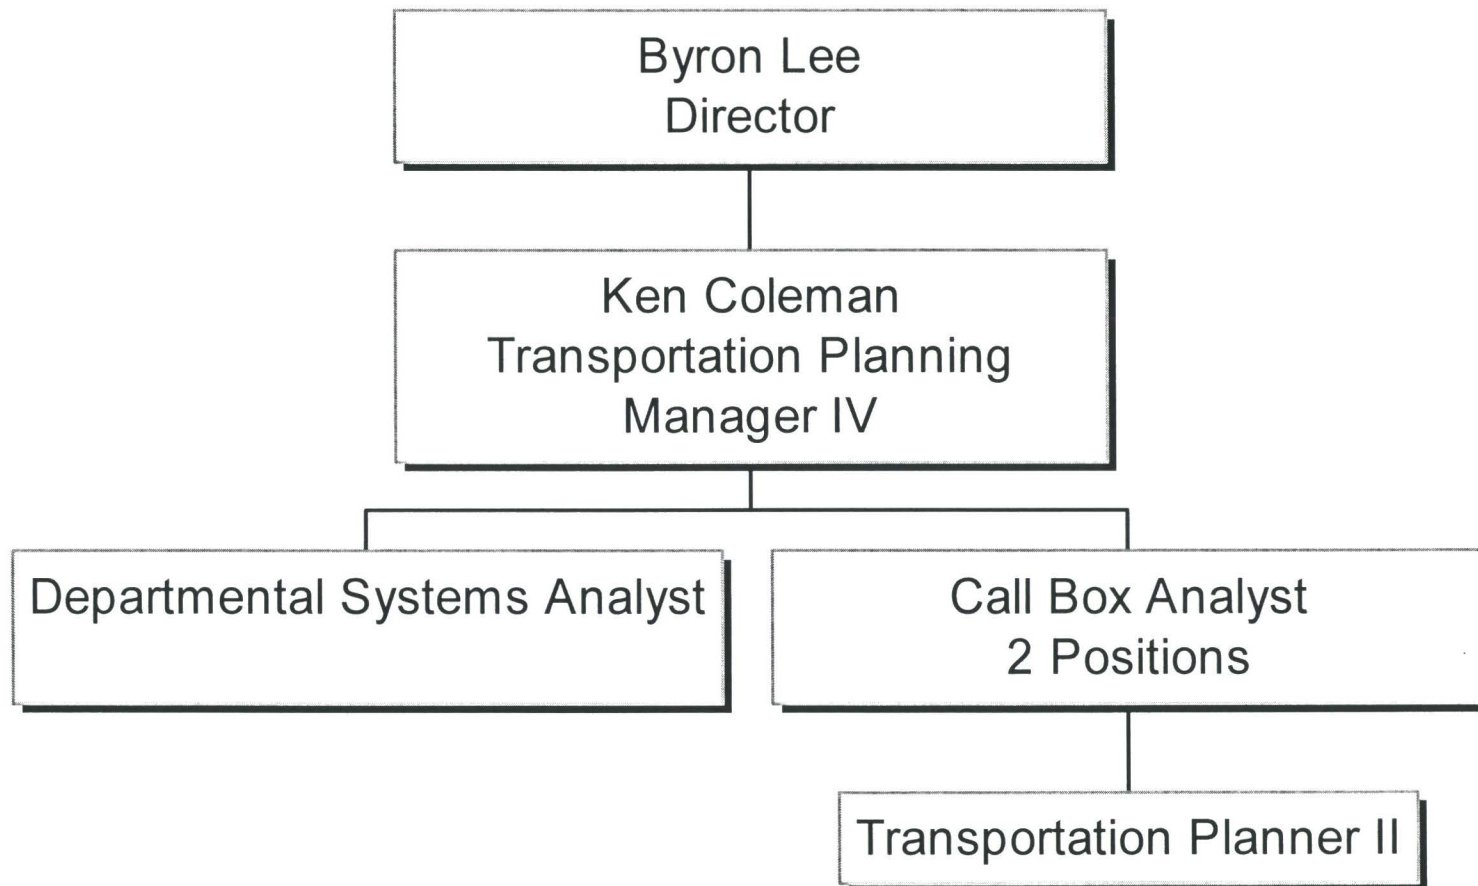 Byron Lee
Director
Ken Coleman
Transportation Planning
Manager IV
Departmental Systems Analyst
Call Box Analyst
2 Positions
Transportation Planner II